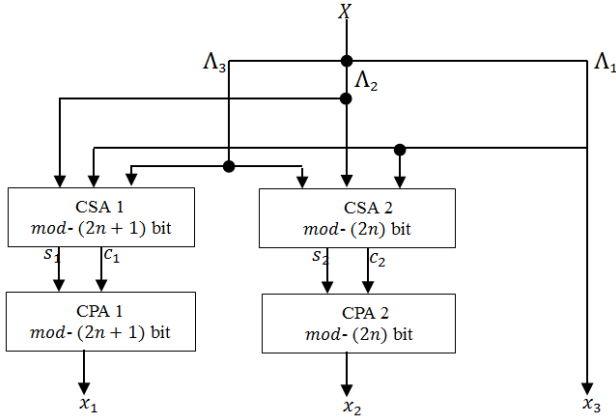 X
Λ₃
Λ₂
Λ₁
CSA 1
mod- (2n + 1) bit
CSA 2
mod- (2n) bit
s₁
c₁
s₂
c₂
CPA 1
mod- (2n + 1) bit
CPA 2
mod- (2n) bit
x₁
x₂
x₃